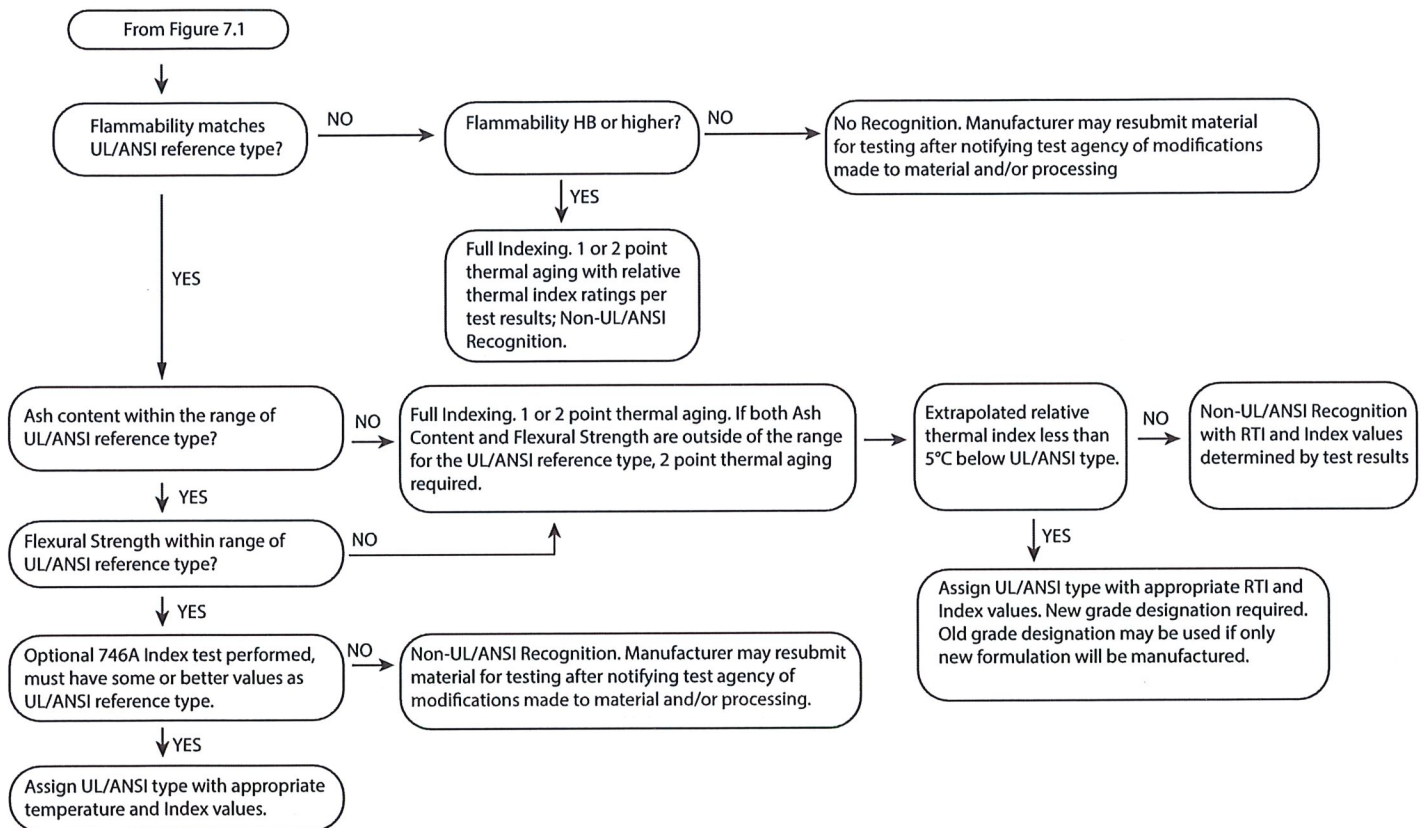 From Figure 7.1
Flammability matches
UL/ANSI reference type?
NO
Flammability HB or higher?
NO
No Recognition. Manufacturer may resubmit material
for testing after notifying test agency of modifications
made to material and/or processing
YES
Full Indexing. 1 or 2 point
thermal aging with relative
thermal index ratings per
test results; Non-UL/ANSI
Recognition.
YES
Ash content within the range of
UL/ANSI reference type?
NO
Full Indexing. 1 or 2 point thermal aging. If both Ash
Content and Flexural Strength are outside of the range
for the UL/ANSI reference type, 2 point thermal aging
required.
Extrapolated relative
thermal index less than
5°C below UL/ANSI type.
NO
Non-UL/ANSI Recognition
with RTI and Index values
determined by test results
YES
Flexural Strength within range of
UL/ANSI reference type?
NO
YES
Assign UL/ANSI type with appropriate RTI and
Index values. New grade designation required.
Old grade designation may be used if only
new formulation will be manufactured.
YES
Optional 746A Index test performed,
must have some or better values as
UL/ANSI reference type.
NO
Non-UL/ANSI Recognition. Manufacturer may resubmit
material for testing after notifying test agency of
modifications made to material and/or processing.
YES
Assign UL/ANSI type with appropriate
temperature and Index values.